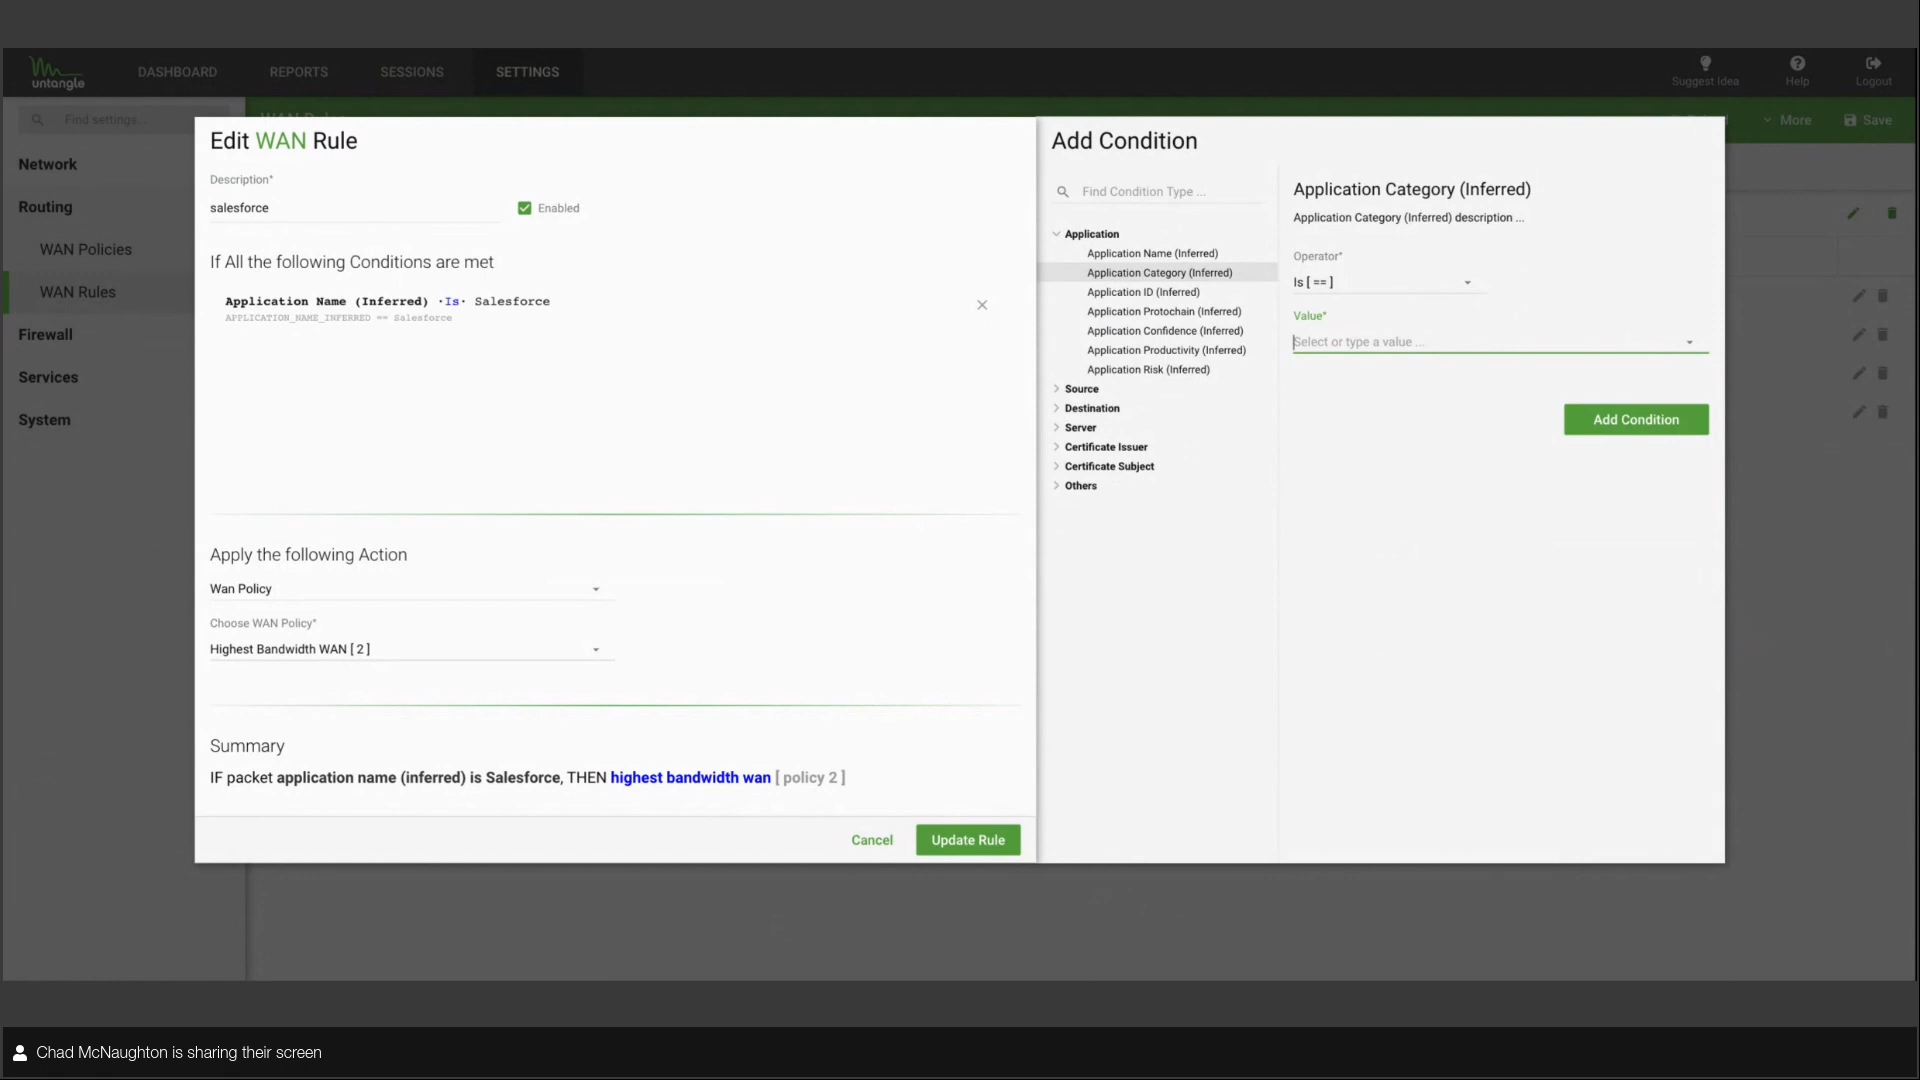 untangle
DASHBOARD
REPORTS
SESSIONS
SETTINGS
Suggest Idea
Help
Logout
Find settings...
More
Save
Network
Routing
WAN Policies
WAN Rules
Firewall
Services
System
Edit WAN Rule
Description*
salesforce
Enabled
If All the following Conditions are met
Application Name (Inferred) ·Is· Salesforce
APPLICATION_NAME_INFERRED == Salesforce
Apply the following Action
Wan Policy
Choose WAN Policy*
Highest Bandwidth WAN [ 2 ]
Summary
IF packet application name (inferred) is Salesforce, THEN highest bandwidth wan [ policy 2 ]
Cancel
Update Rule
Add Condition
Find Condition Type ...
Application
Application Name (Inferred)
Application Category (Inferred)
Application ID (Inferred)
Application Protochain (Inferred)
Application Confidence (Inferred)
Application Productivity (Inferred)
Application Risk (Inferred)
Source
Destination
Server
Certificate Issuer
Certificate Subject
Others
Application Category (Inferred)
Application Category (Inferred) description ...
Operator*
Is [ == ]
Value*
Select or type a value ...
Add Condition
Chad McNaughton is sharing their screen